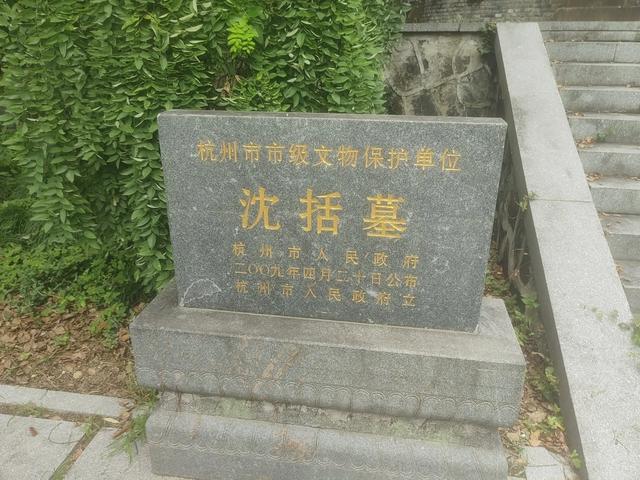 杭州市市级文物保护单位
沈括墓
杭州市人民政府
二〇〇九年四月二十日公布
杭州市人民政府立